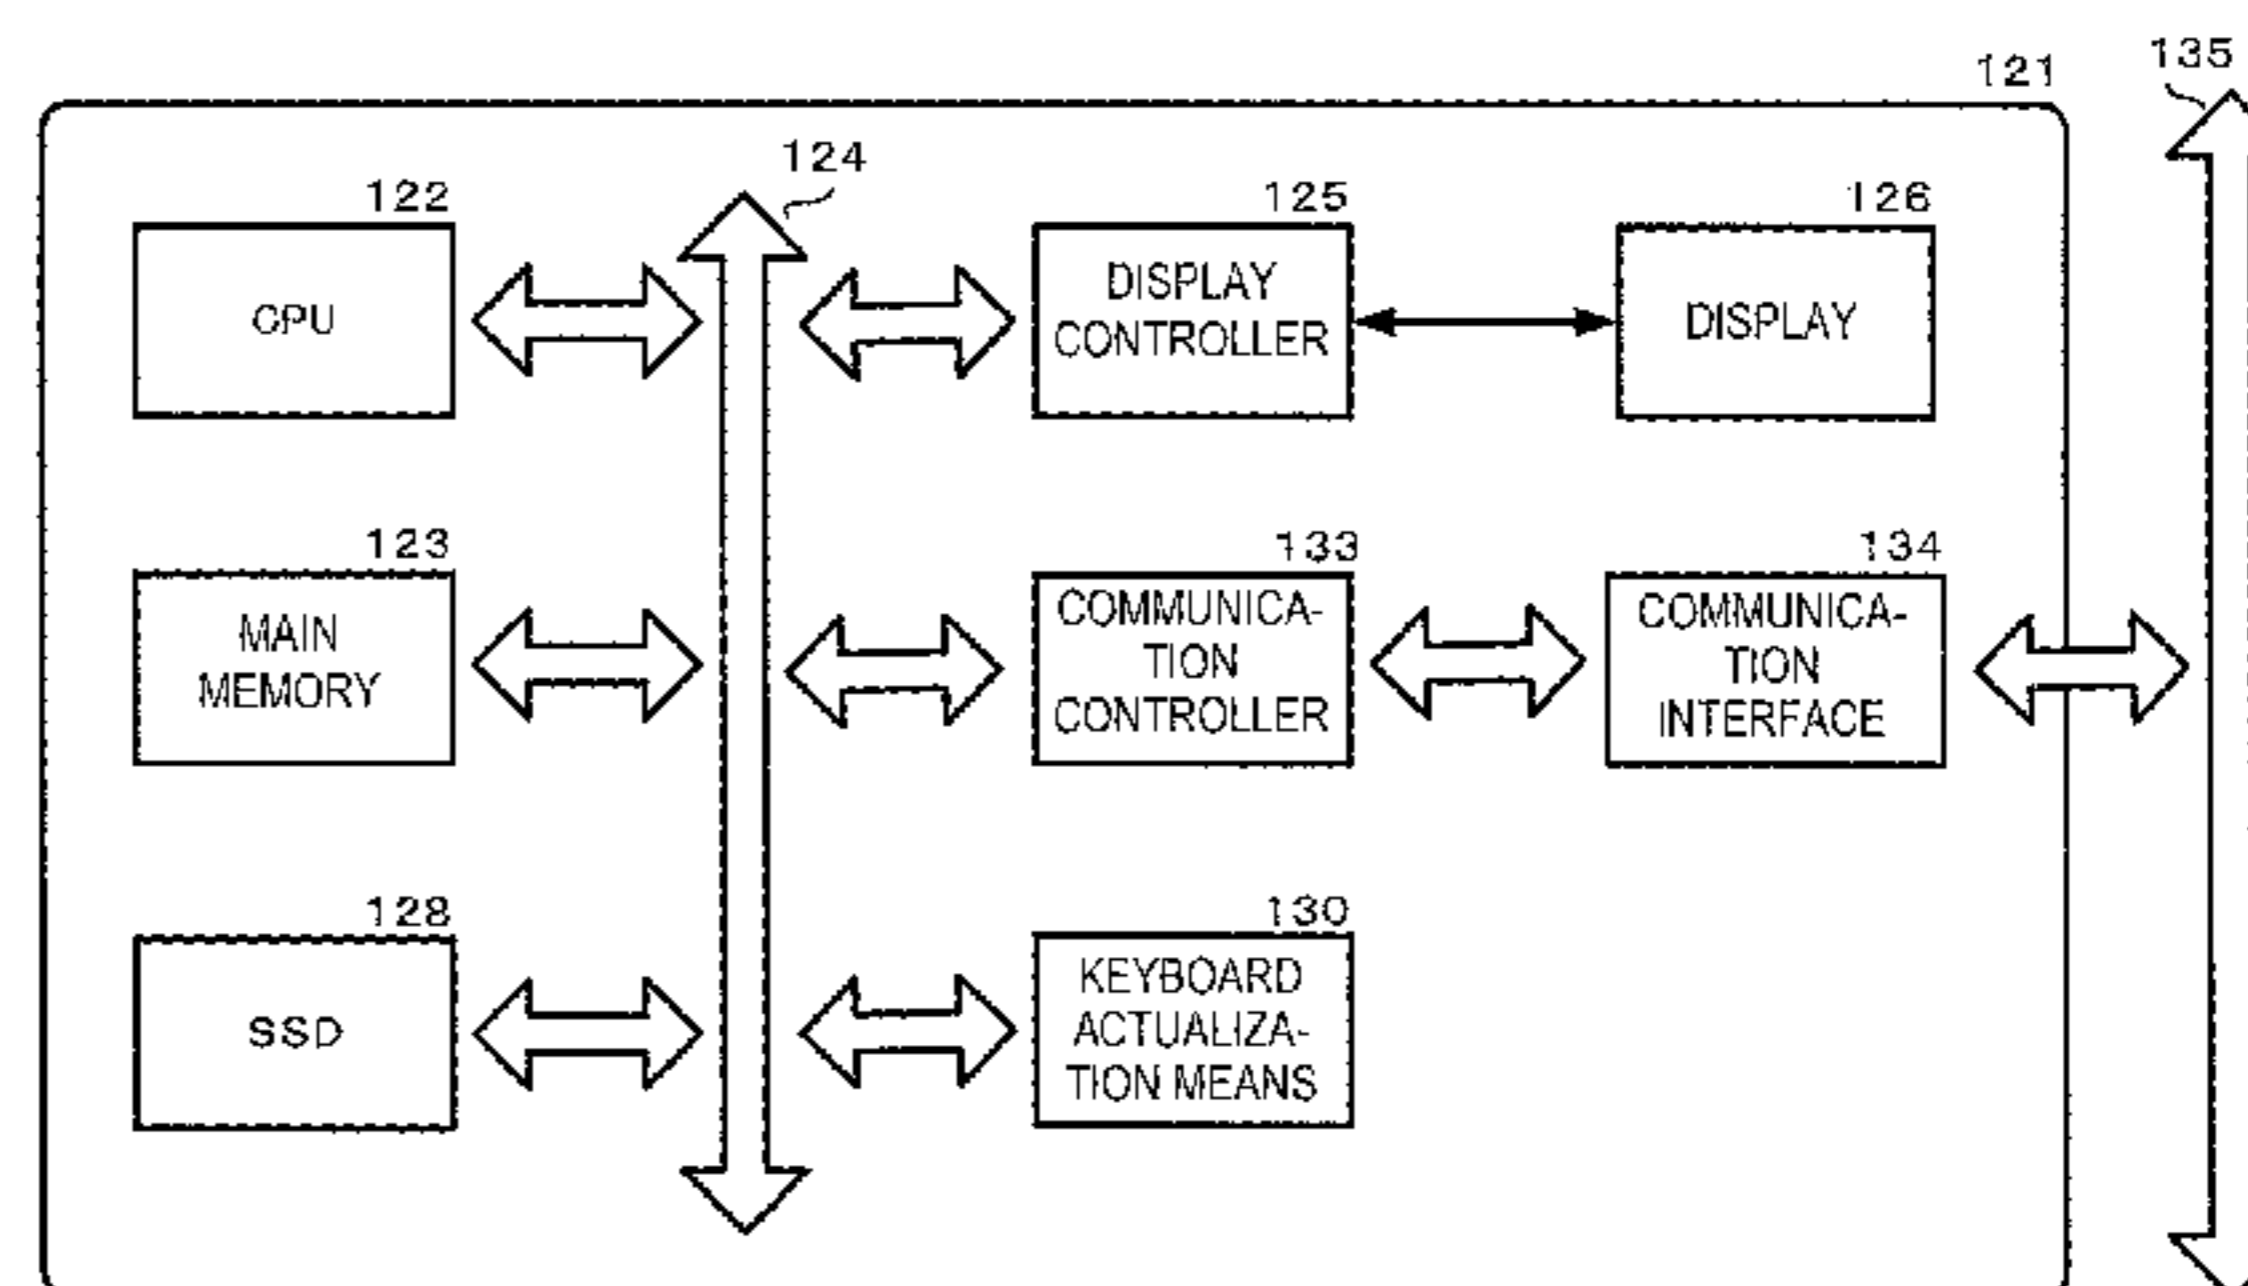 135
121
124
122
125
126
CPU
DISPLAY
CONTROLLER
DISPLAY
123
133
134
MAIN
MEMORY
COMMUNICA-
TION
CONTROLLER
COMMUNICA-
TION
INTERFACE
128
130
SSD
KEYBOARD
ACTUALIZA-
TION MEANS